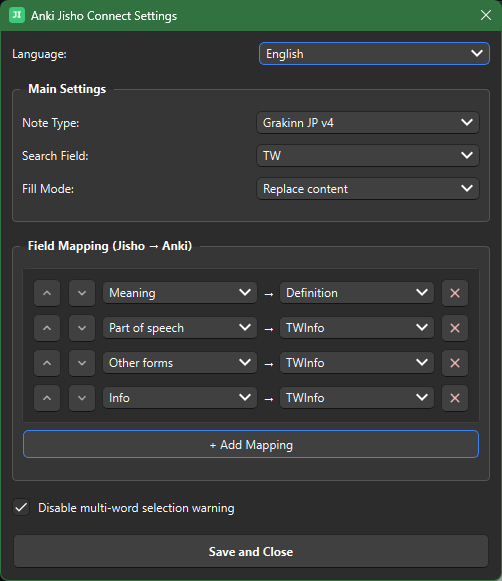 JI Anki Jisho Connect Settings
Language: English
Main Settings
Note Type: Grakinn JP v4
Search Field: TW
Fill Mode: Replace content
Field Mapping (Jisho → Anki)
Meaning → Definition
Part of speech → TWInfo
Other forms → TWInfo
Info → TWInfo
+ Add Mapping
Disable multi-word selection warning
Save and Close